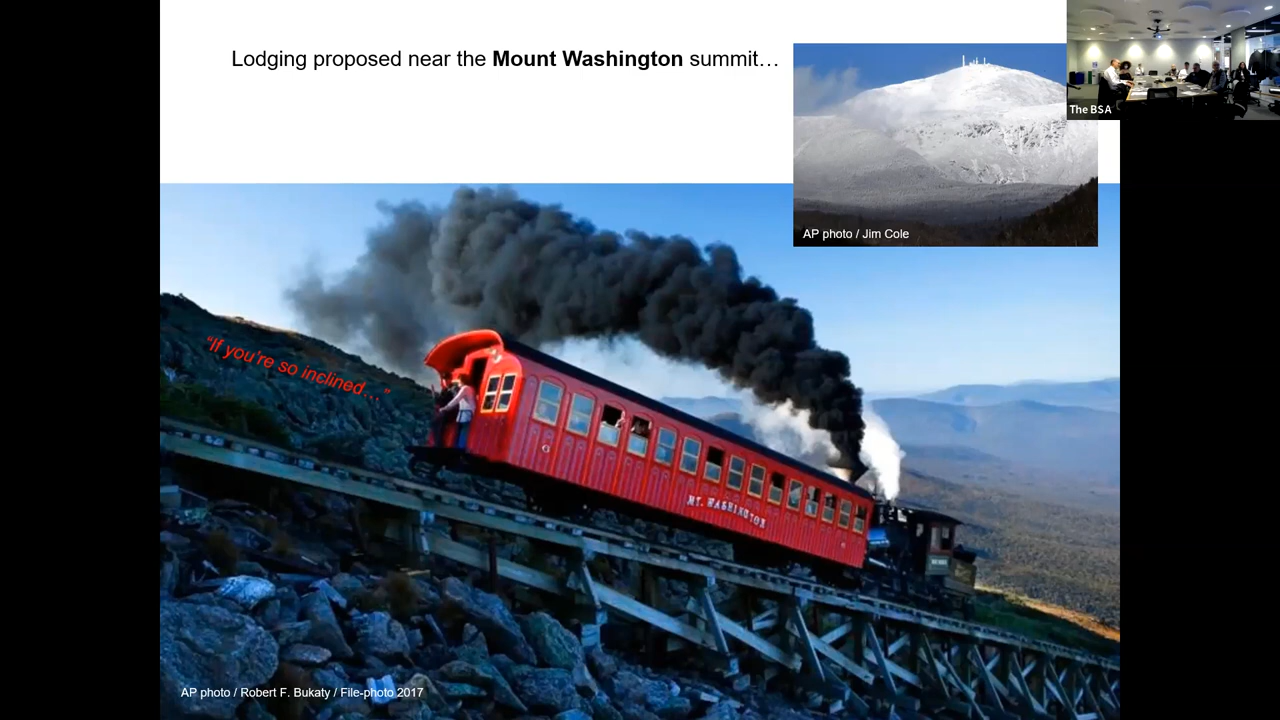 Lodging proposed near the Mount Washington summit…
The BSA
AP photo / Jim Cole
“If you’re so inclined…”
MT. WASHINGTON
AP photo / Robert F. Bukaty / File-photo 2017